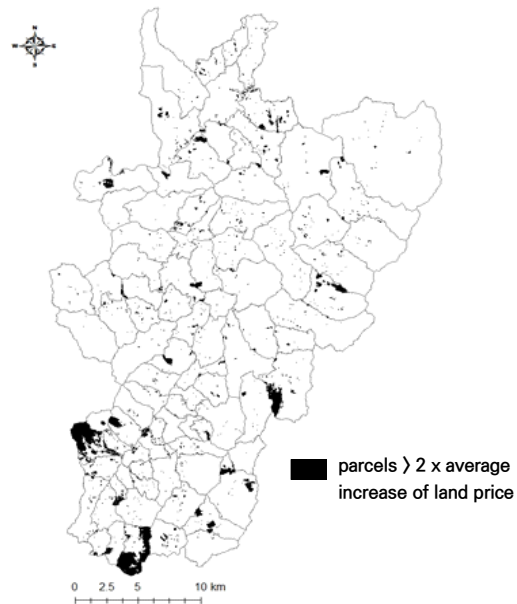 N
W E
S
parcels > 2 x average
increase of land price
0 2.5 5 10 km